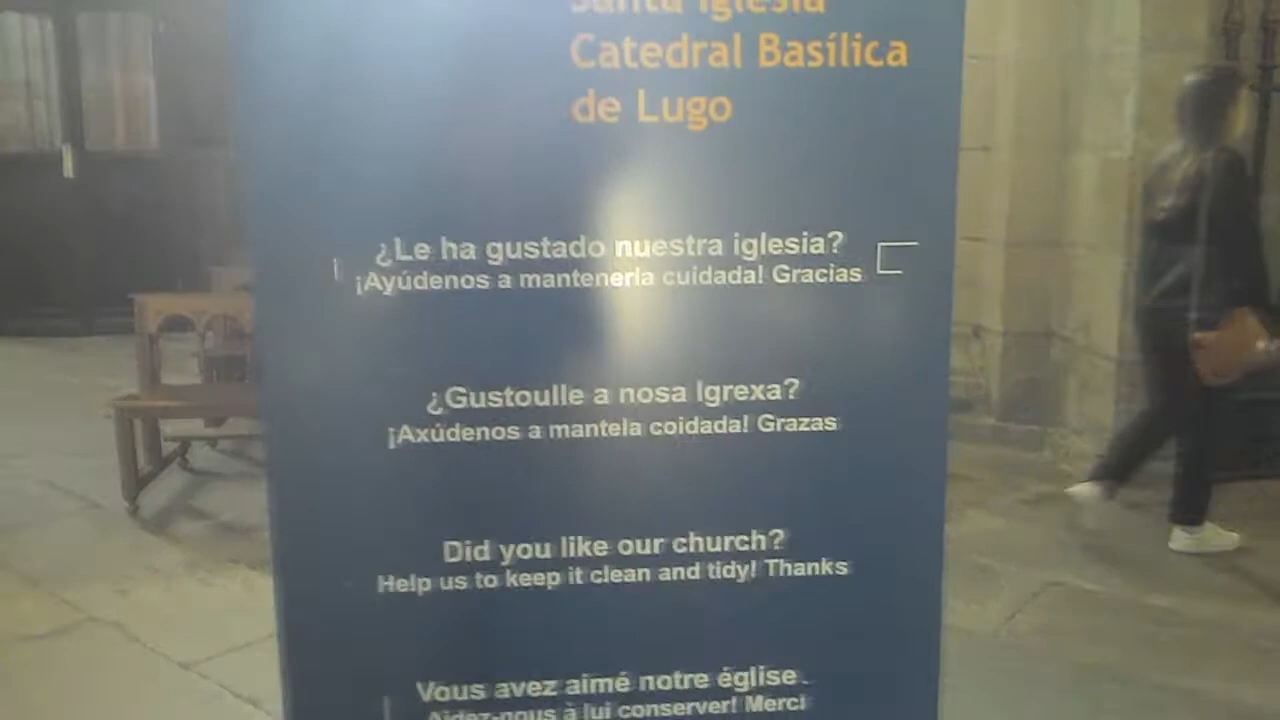 Santa Iglesia
Catedral Basílica
de Lugo
¿Le ha gustado nuestra iglesia?
¡Ayúdenos a mantenerla cuidada! Gracias
¿Gustoulle a nosa Igrexa?
¡Axúdenos a mantela coidada! Grazas
Did you like our church?
Help us to keep it clean and tidy! Thanks
Vous avez aimé notre église
Aidez-nous à lui conserver! Merci